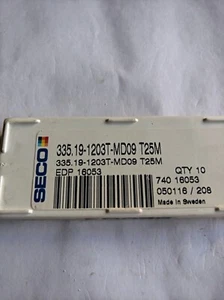 SECO
335.19-1203T-MD09 T25M
335.19-1203T-MD09 T25M
EDP 16053
QTY 10
740 16053
050116 / 208
Made in Sweden